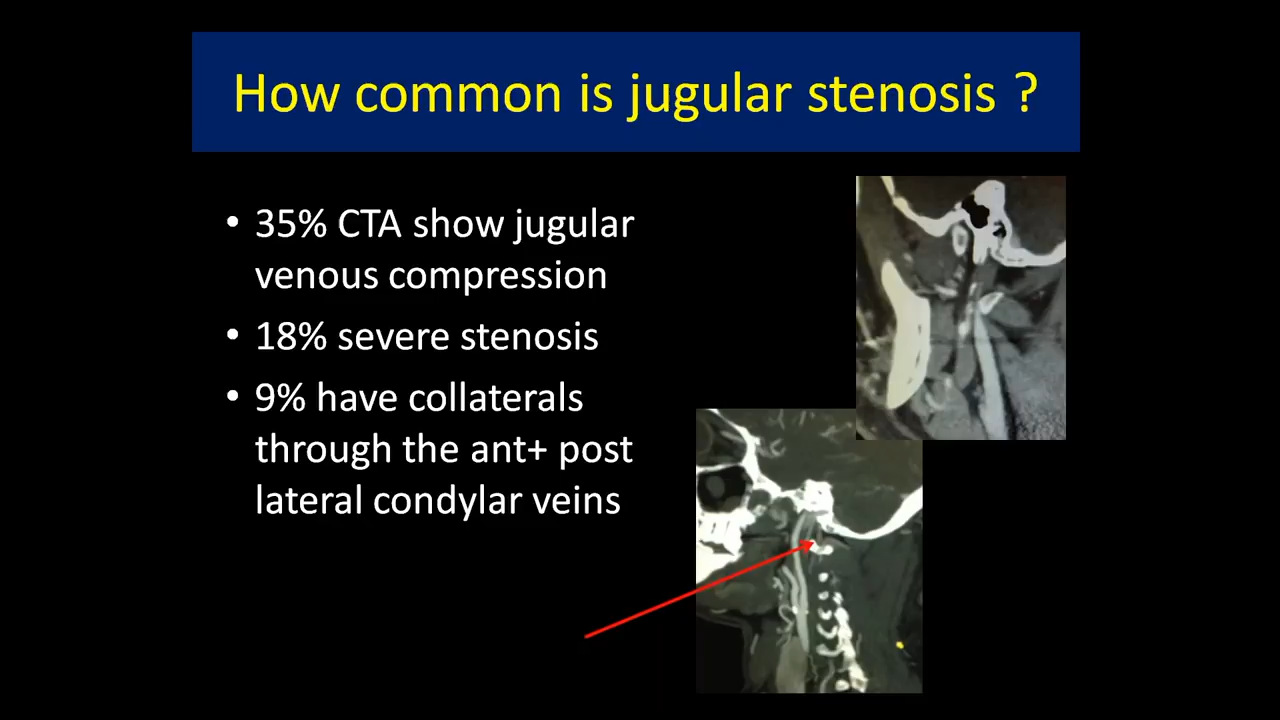 How common is jugular stenosis ?
• 35% CTA show jugular
venous compression
• 18% severe stenosis
• 9% have collaterals
through the ant+ post
lateral condylar veins